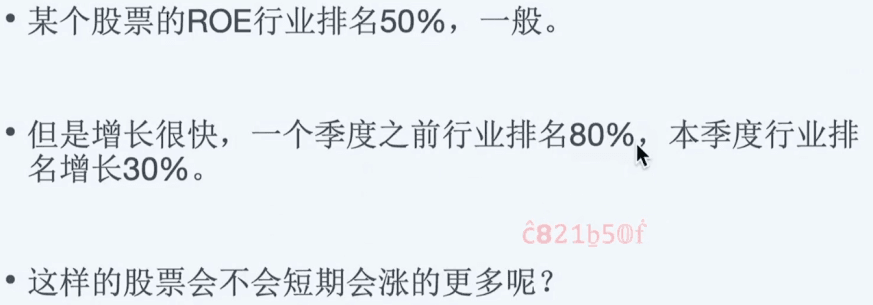 • 某个股票的ROE行业排名50%，一般。
• 但是增长很快，一个季度之前行业排名80%，本季度行业排
名增长30%。
ĉ821b̲50ḟ
• 这样的股票会不会短期会涨的更多呢？